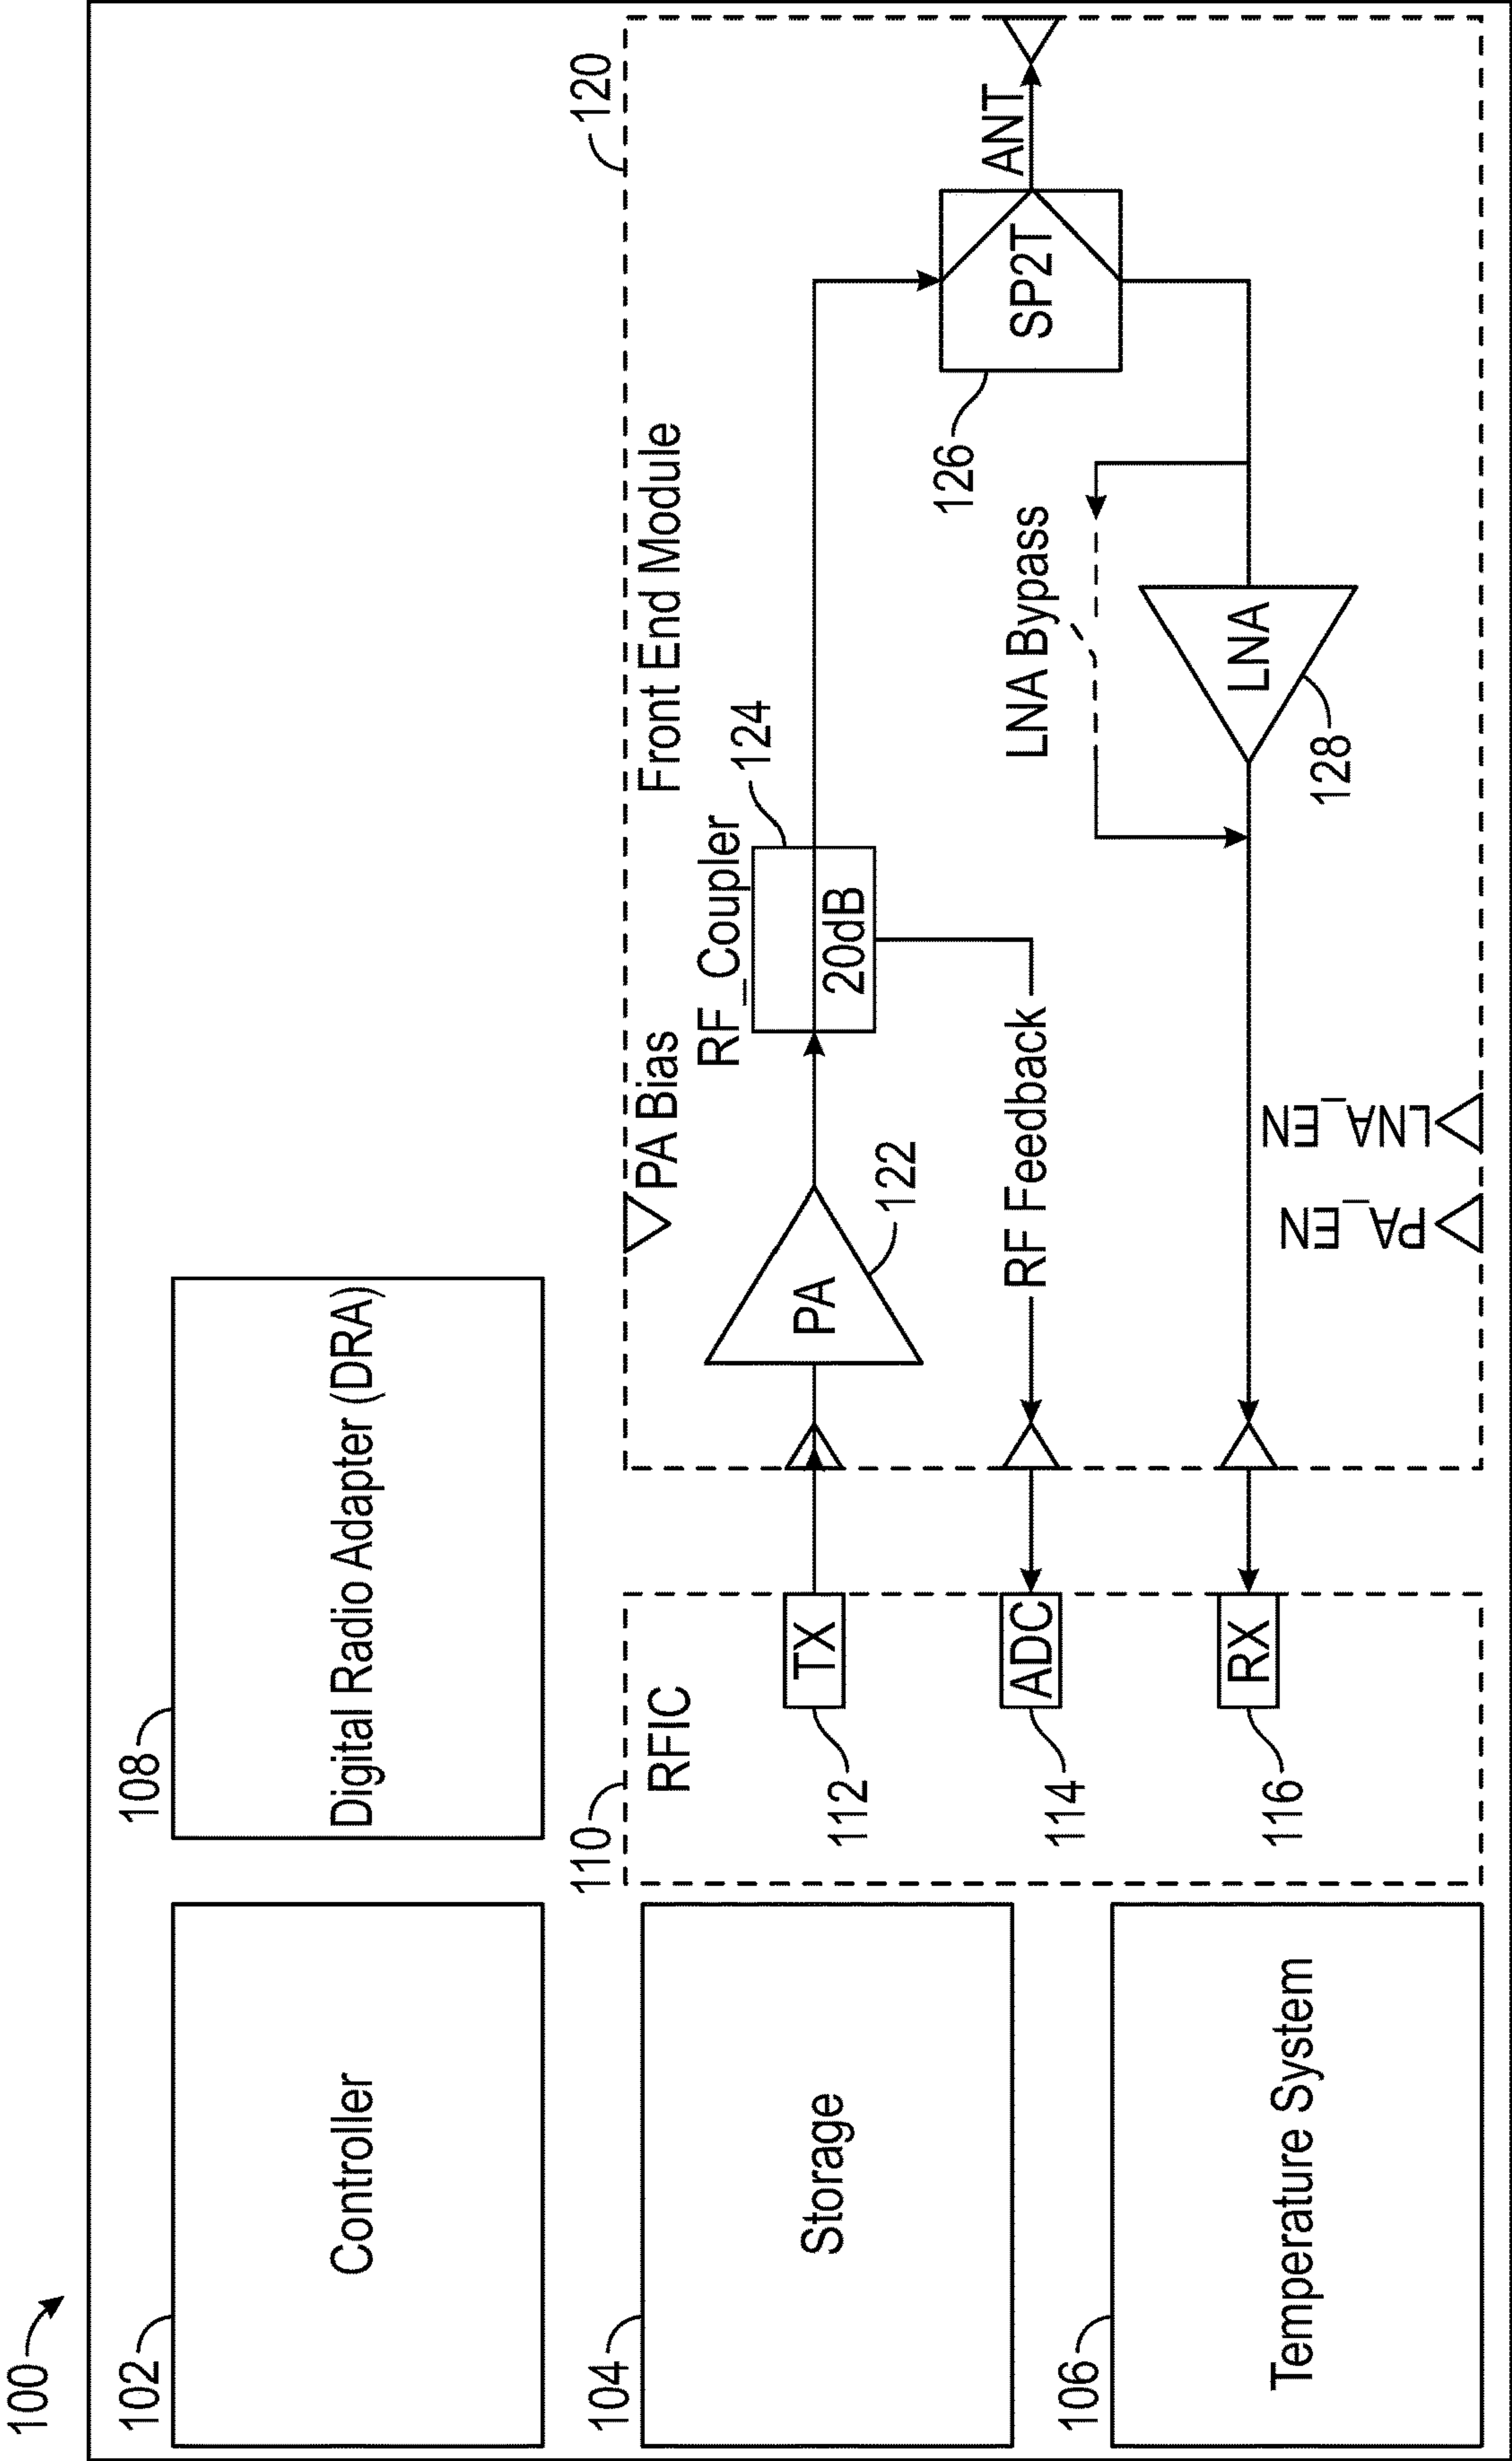 100
102
Controller
108
Digital Radio Adapter (DRA)
104
Storage
106
Temperature System
110
RFIC
TX
112
ADC
114
RX
116
120
Front End Module
PA Bias
PA
122
RF_Coupler
20dB
124
RF Feedback
SP2T
126
ANT
LNA Bypass
LNA
128
PA_EN
LNA_EN